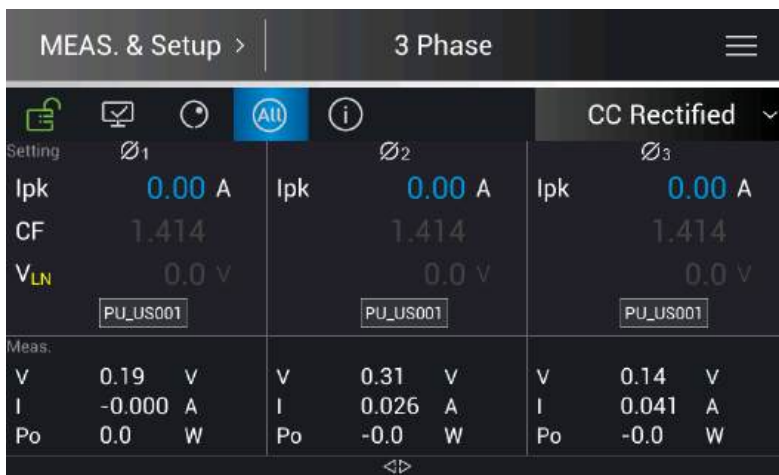 MEAS. & Setup > 3 Phase
All i CC Rectified
Setting Ø1 Ø2 Ø3
Ipk 0.00 A Ipk 0.00 A Ipk 0.00 A
CF 1.414 1.414 1.414
VLN 0.0 V 0.0 V 0.0 V
PU_US001 PU_US001 PU_US001
Meas.
V 0.19 V V 0.31 V V 0.14 V
I -0.000 A I 0.026 A I 0.041 A
Po 0.0 W Po -0.0 W Po -0.0 W